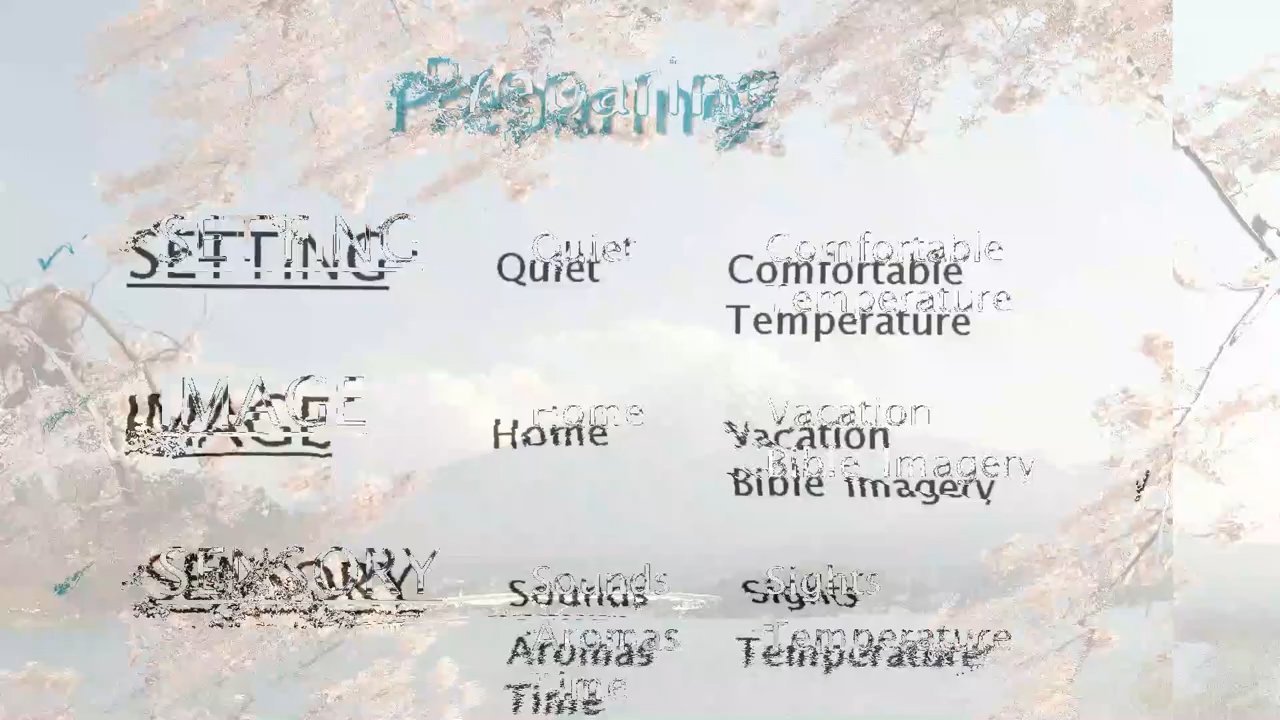 Preparing
SETTING Quiet Comfortable
Temperature
IMAGE Home Vacation
Bible Imagery
SENSORY Sounds Sights
Aromas Temperature
Time